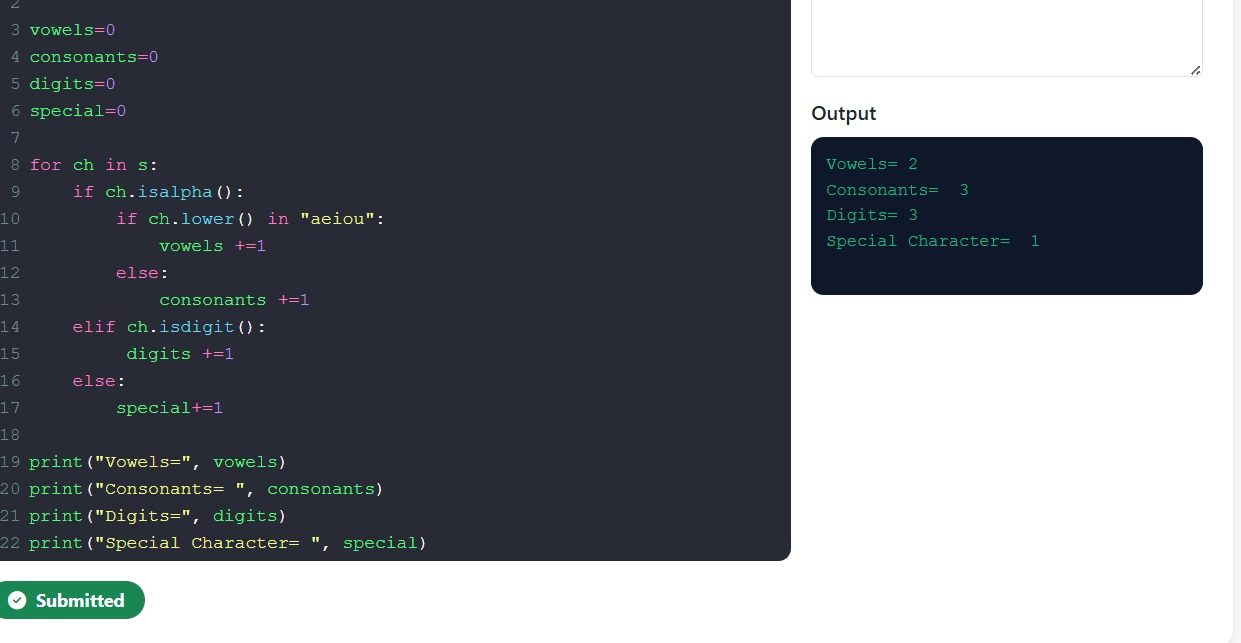 2
3 vowels=0
4 consonants=0
5 digits=0
6 special=0
7
8 for ch in s:
9     if ch.isalpha():
10         if ch.lower() in "aeiou":
11             vowels +=1
12         else:
13             consonants +=1
14     elif ch.isdigit():
15          digits +=1
16     else:
17         special+=1
18
19 print("Vowels=", vowels)
20 print("Consonants= ", consonants)
21 print("Digits=", digits)
22 print("Special Character= ", special)
Submitted
Output
Vowels= 2
Consonants=  3
Digits= 3
Special Character=  1